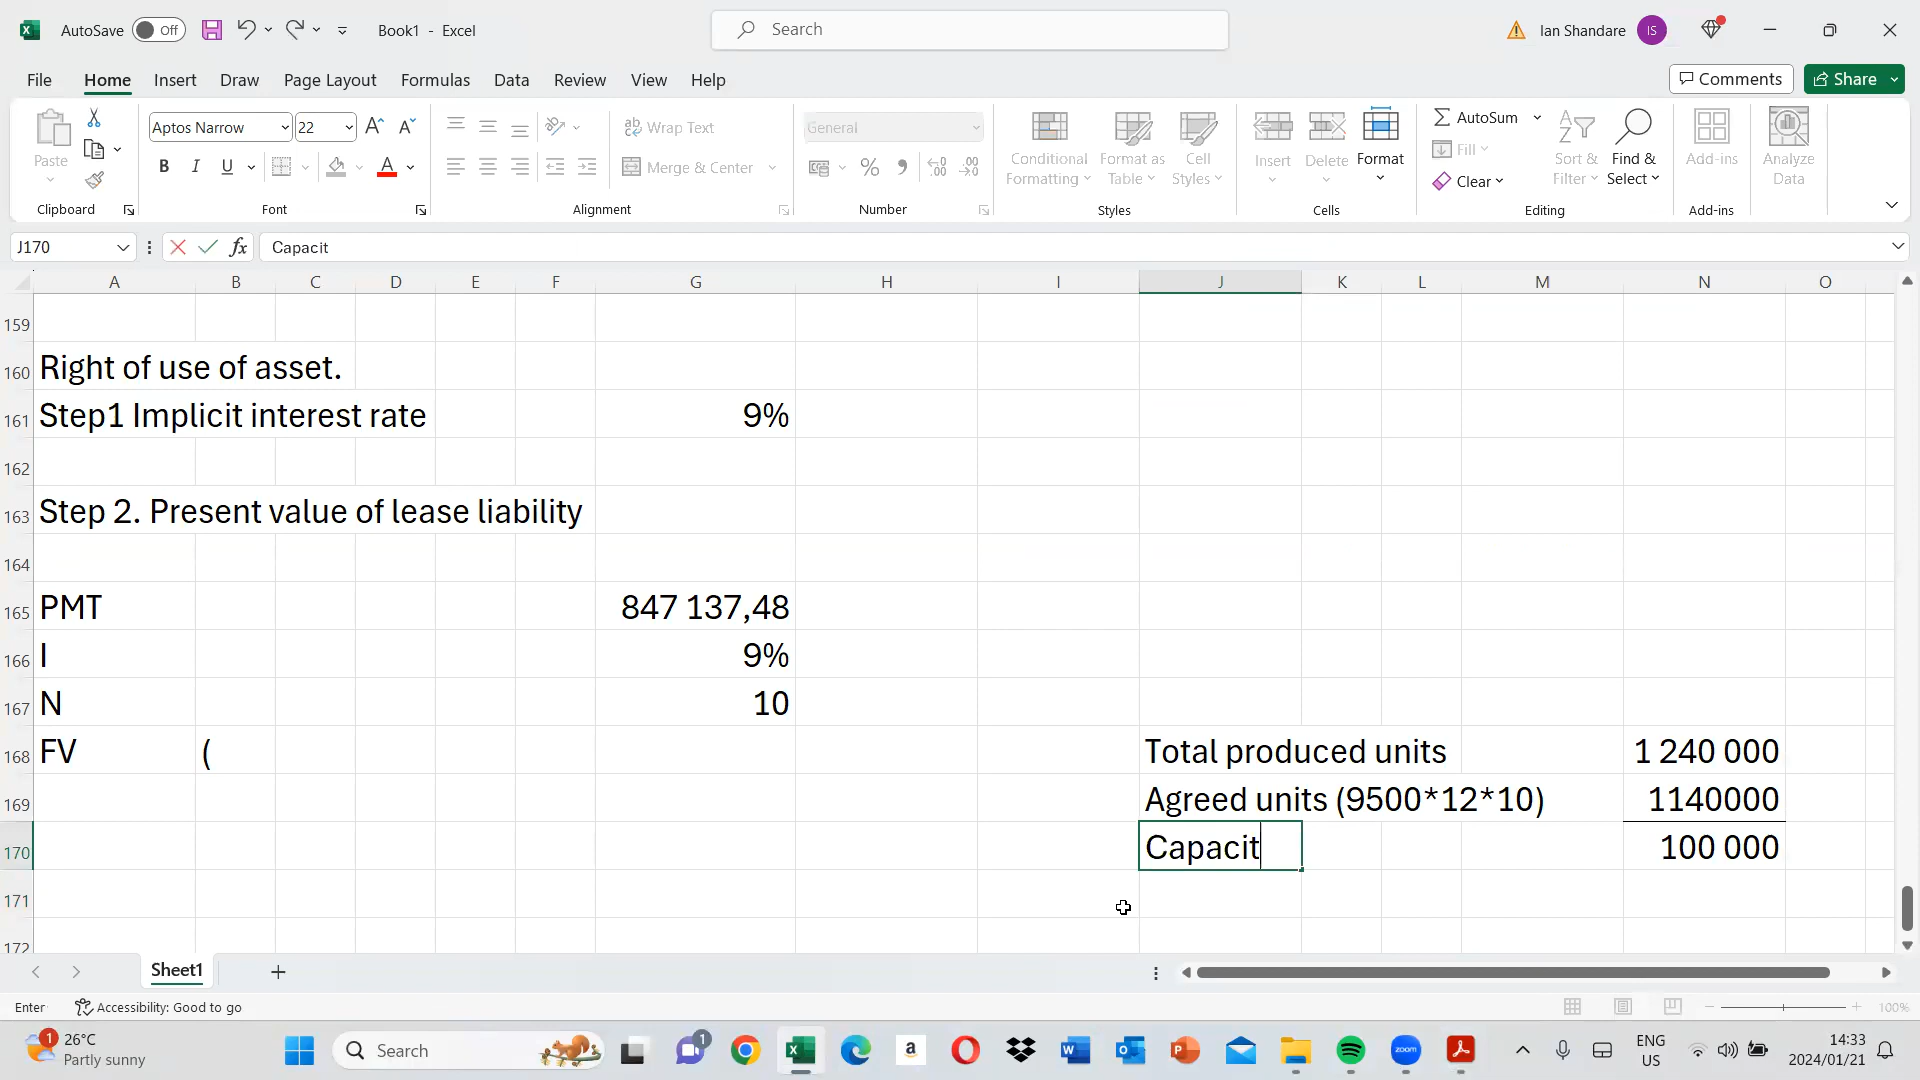 AutoSave Off Book1 - Excel Search Ian Shandare IS
File Home Insert Draw Page Layout Formulas Data Review View Help Comments Share
Paste Aptos Narrow 22 Wrap Text General Conditional Formatting Format as Table Cell Styles Insert Delete Format AutoSum Sort & Filter Find & Select Add-ins Analyze Data
B I U A Merge & Center % Fill
Clear
Clipboard Font Alignment Number Styles Cells Editing Add-ins
J170 fx Capacit
A B C D E F G H I J K L M N O
159
160 Right of use of asset.
161 Step1 Implicit interest rate 9%
162
163 Step 2. Present value of lease liability
164
165 PMT 847 137,48
166 I 9%
167 N 10
168 FV ( Total produced units 1 240 000
169 Agreed units (9500*12*10) 1140000
170 Capacit 100 000
171
172
Sheet1
Enter Accessibility: Good to go 100%
1 26°C Partly sunny Search 1 a zoom ENG US 14:33 2024/01/21